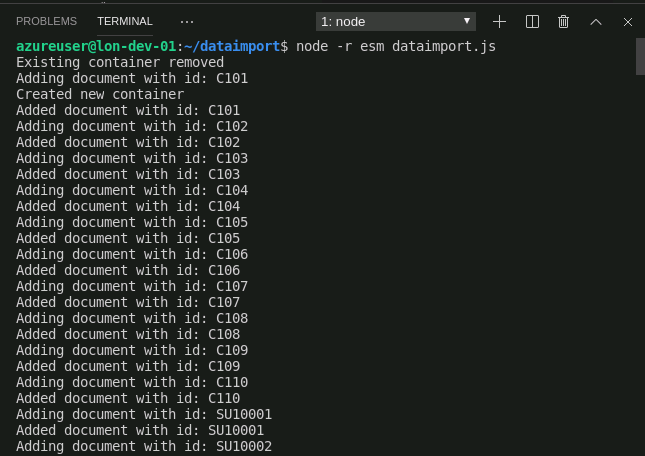 PROBLEMS TERMINAL ... 1: node
azureuser@lon-dev-01:~/dataimport$ node -r esm dataimport.js
Existing container removed
Adding document with id: C101
Created new container
Added document with id: C101
Adding document with id: C102
Added document with id: C102
Adding document with id: C103
Added document with id: C103
Adding document with id: C104
Added document with id: C104
Adding document with id: C105
Added document with id: C105
Adding document with id: C106
Added document with id: C106
Adding document with id: C107
Added document with id: C107
Adding document with id: C108
Added document with id: C108
Adding document with id: C109
Added document with id: C109
Adding document with id: C110
Added document with id: C110
Adding document with id: SU10001
Added document with id: SU10001
Adding document with id: SU10002